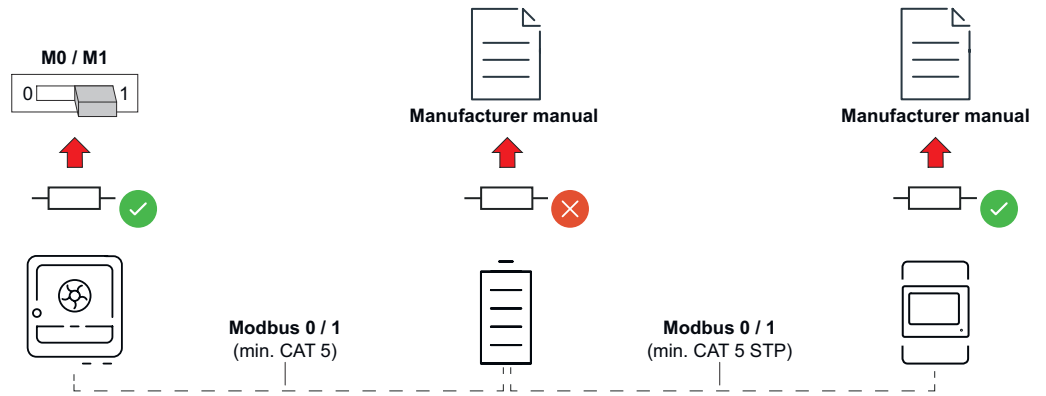 M0 / M1
0 1
Manufacturer manual
Manufacturer manual
Modbus 0 / 1
(min. CAT 5)
Modbus 0 / 1
(min. CAT 5 STP)